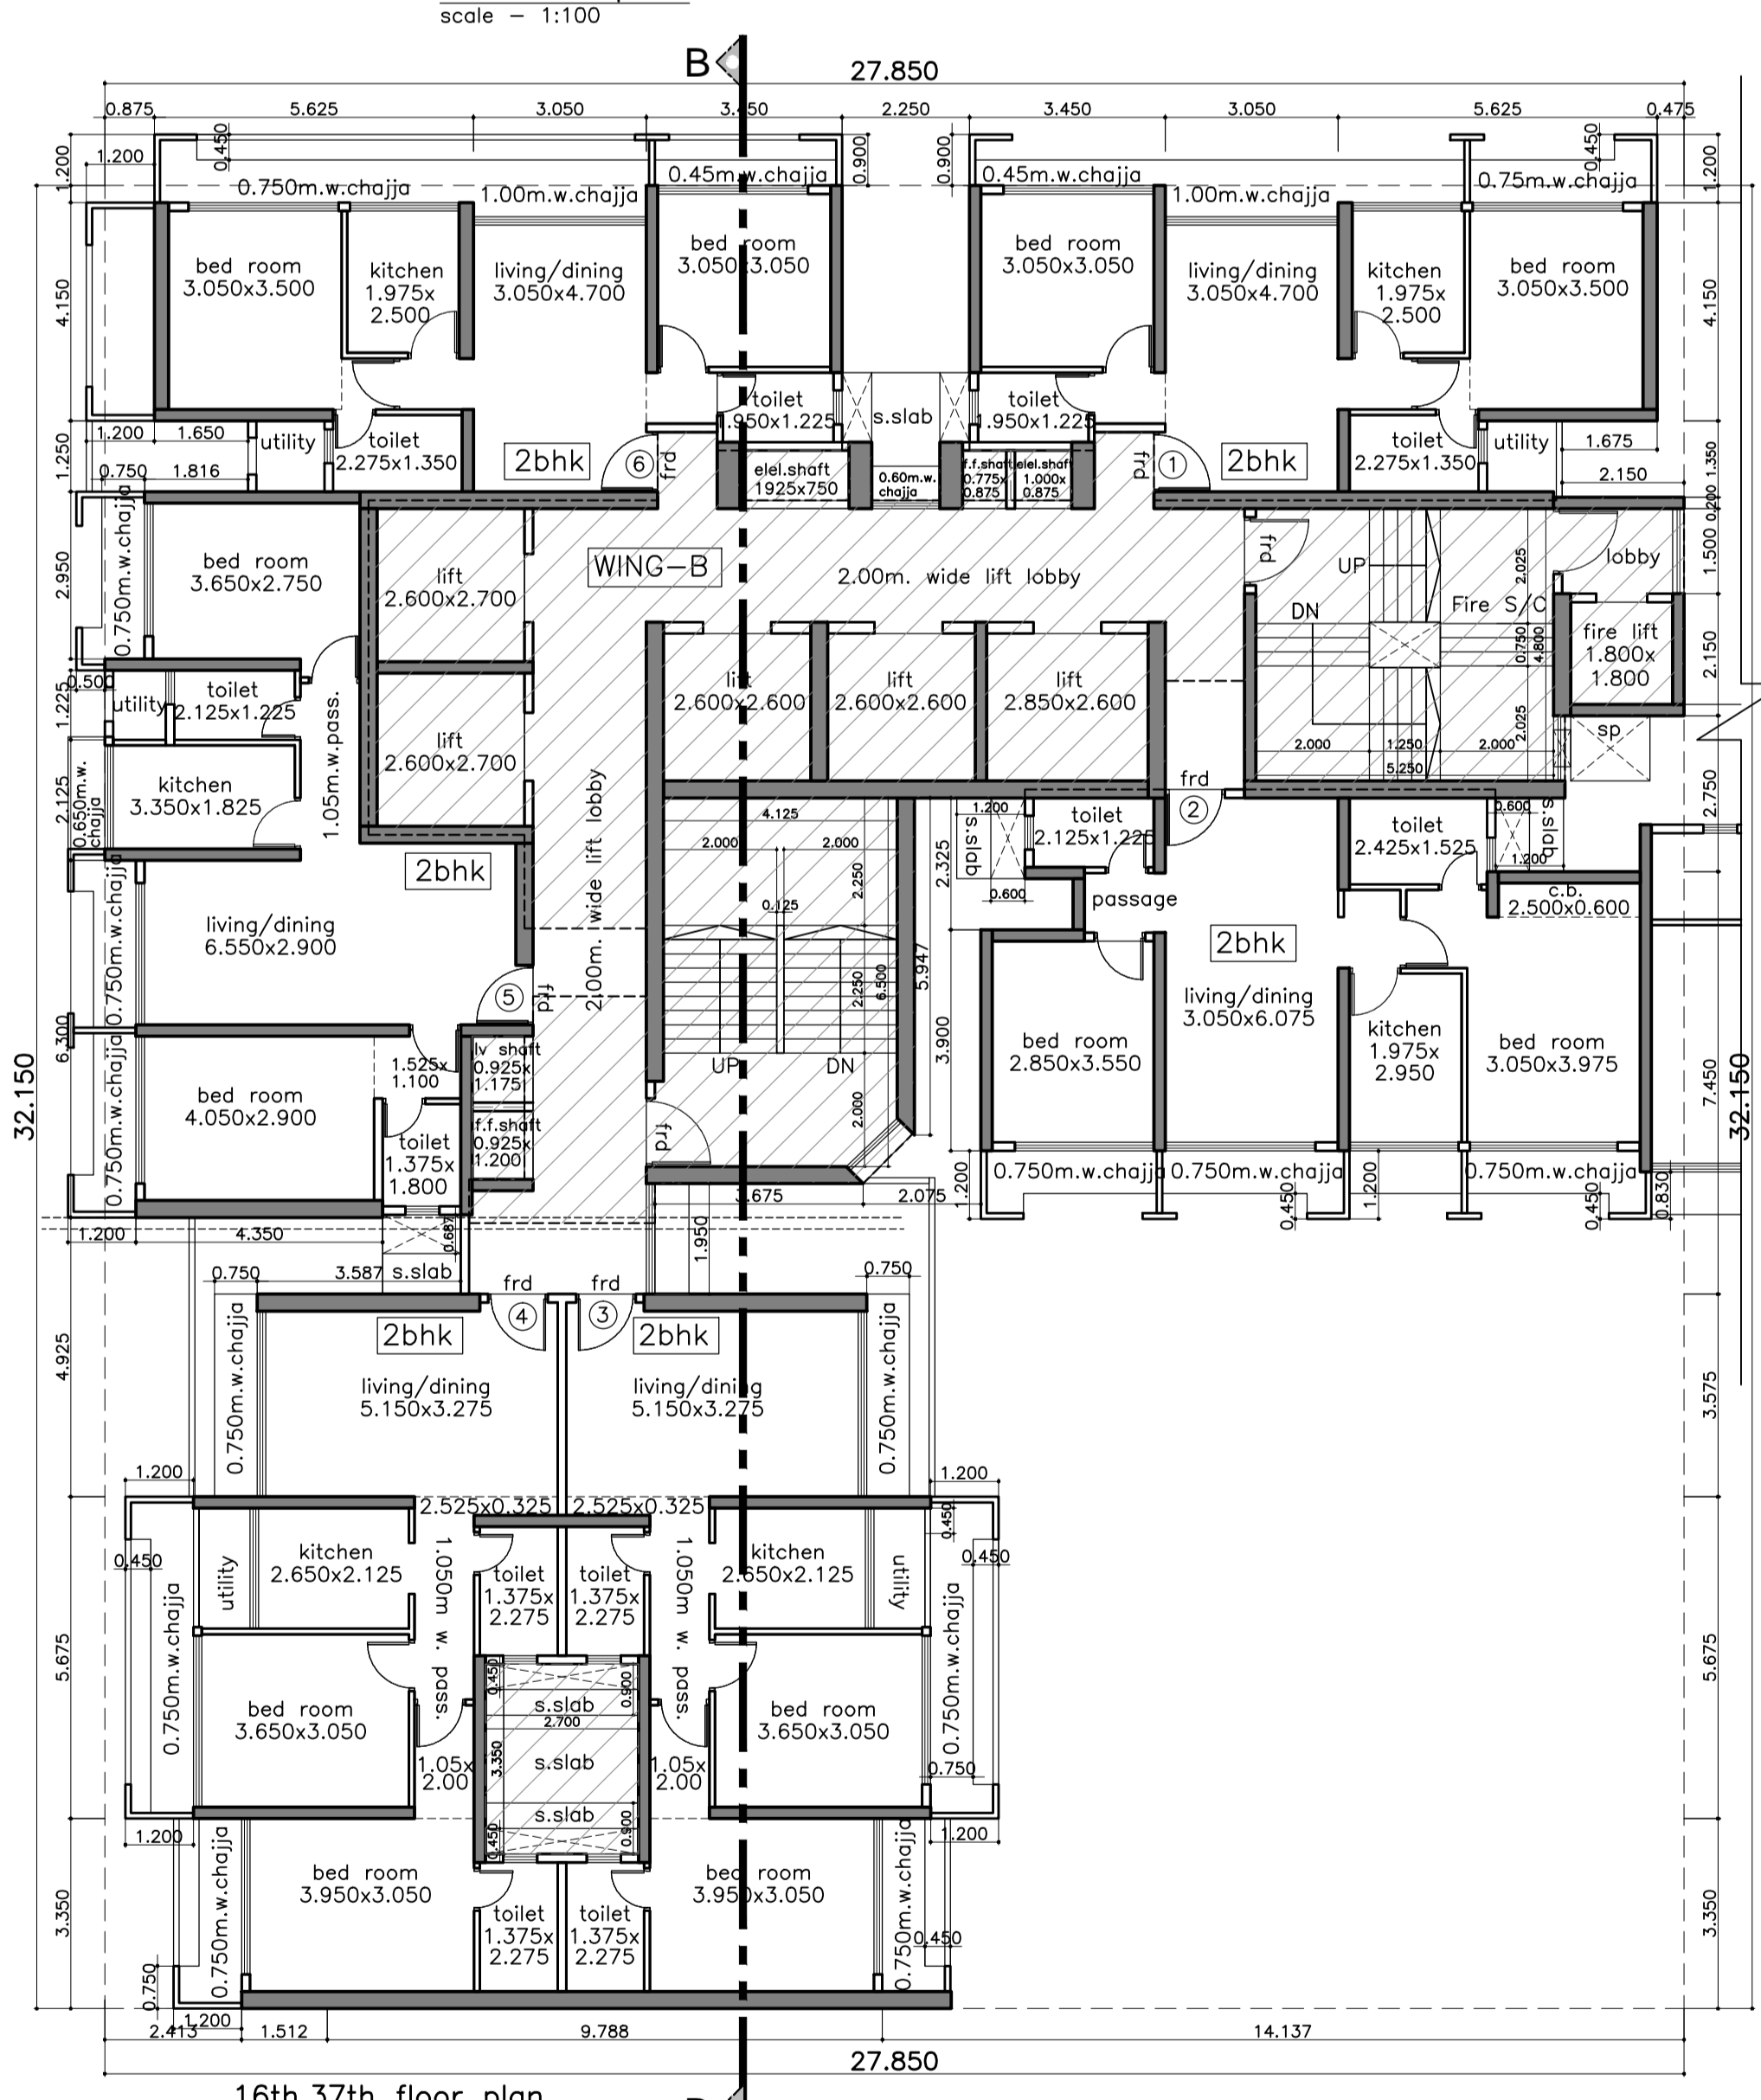 scale - 1:100
B
27.850
0.875
5.625
3.050
3.450
2.250
3.450
3.050
5.625
0.475
1.200
1.200
0.450
0.900
0.900
0.450
1.200
0.750m.w.chajja
1.00m.w.chajja
0.45m.w.chajja
0.45m.w.chajja
1.00m.w.chajja
0.75m.w.chajja
bed room
3.050x3.500
kitchen
1.975x
2.500
living/dining
3.050x4.700
bed room
3.050x3.050
bed room
3.050x3.050
living/dining
3.050x4.700
kitchen
1.975x
2.500
bed room
3.050x3.500
4.150
4.150
toilet
1.950x1.225
s.slab
toilet
1.950x1.225
1.200
1.650
utility
toilet
2.275x1.350
2bhk
6
frd
elel.shaft
1925x750
0.60m.w.
chajja
f.f.shaft
0.775x
0.875
elel.shaft
1.000x
0.875
frd
1
2bhk
toilet
2.275x1.350
utility
1.675
2.150
1.250
0.750
1.816
1.350
0.200
0.750m.w.chajja
bed room
3.650x2.750
2.950
lift
2.600x2.700
WING-B
2.00m. wide lift lobby
frd
UP
DN
2.025
Fire S/C
0.750
4.800
lobby
1.500
fire lift
1.800x
1.800
2.150
0.500
utility
toilet
2.125x1.225
1.225
1.05m.w.pass.
lift
2.600x2.700
lift
2.600x2.600
lift
2.600x2.600
lift
2.850x2.600
2.025
2.000
1.250
2.000
5.250
sp
kitchen
3.350x1.825
2.125
0.650m.w.
chajja
2bhk
2.00m. wide lift lobby
4.125
2.000
2.000
2.250
0.125
2.325
1.200
s.slab
0.600
toilet
2.125x1.225
frd
2
toilet
2.425x1.525
0.600
s.slab
1.200
2.750
passage
c.b.
2.500x0.600
living/dining
6.550x2.900
0.750m.w.chajja
5
frd
2.250
6.500
5.947
3.900
2bhk
living/dining
3.050x6.075
bed room
2.850x3.550
kitchen
1.975x
2.950
bed room
3.050x3.975
32.150
6.300
7.450
32.150
0.750m.w.chajja
bed room
4.050x2.900
1.525x
1.100
lv shaft
0.925x
1.175
f.f.shaft
0.925x
1.200
toilet
1.375x
1.800
UP
DN
2.000
frd
0.750m.w.chajja
0.750m.w.chajja
0.750m.w.chajja
1.200
0.450
1.200
0.450
0.830
3.675
2.075
1.200
4.350
0.687
1.950
0.750
3.587
s.slab
0.750
frd
frd
4
3
2bhk
2bhk
0.750m.w.chajja
living/dining
5.150x3.275
living/dining
5.150x3.275
0.750m.w.chajja
4.925
3.575
1.200
1.200
2.525x0.325
2.525x0.325
0.450
kitchen
2.650x2.125
utility
1.050m w. pass.
toilet
1.375x
2.275
toilet
1.375x
2.275
1.050m w. pass.
kitchen
2.650x2.125
utility
0.450
0.450
0.750m.w.chajja
0.750m.w.chajja
5.675
5.675
bed room
3.650x3.050
0.450
s.slab
2.700
0.900
3.350
s.slab
s.slab
0.450
0.900
1.05x
2.00
1.05x
2.00
bed room
3.650x3.050
0.750
1.200
1.200
0.750m.w.chajja
bed room
3.950x3.050
bed room
3.950x3.050
0.750m.w.chajja
toilet
1.375x
2.275
toilet
1.375x
2.275
0.450
3.350
3.350
0.750
1.200
2.413
1.512
9.788
14.137
27.850
16th,37th floor plan